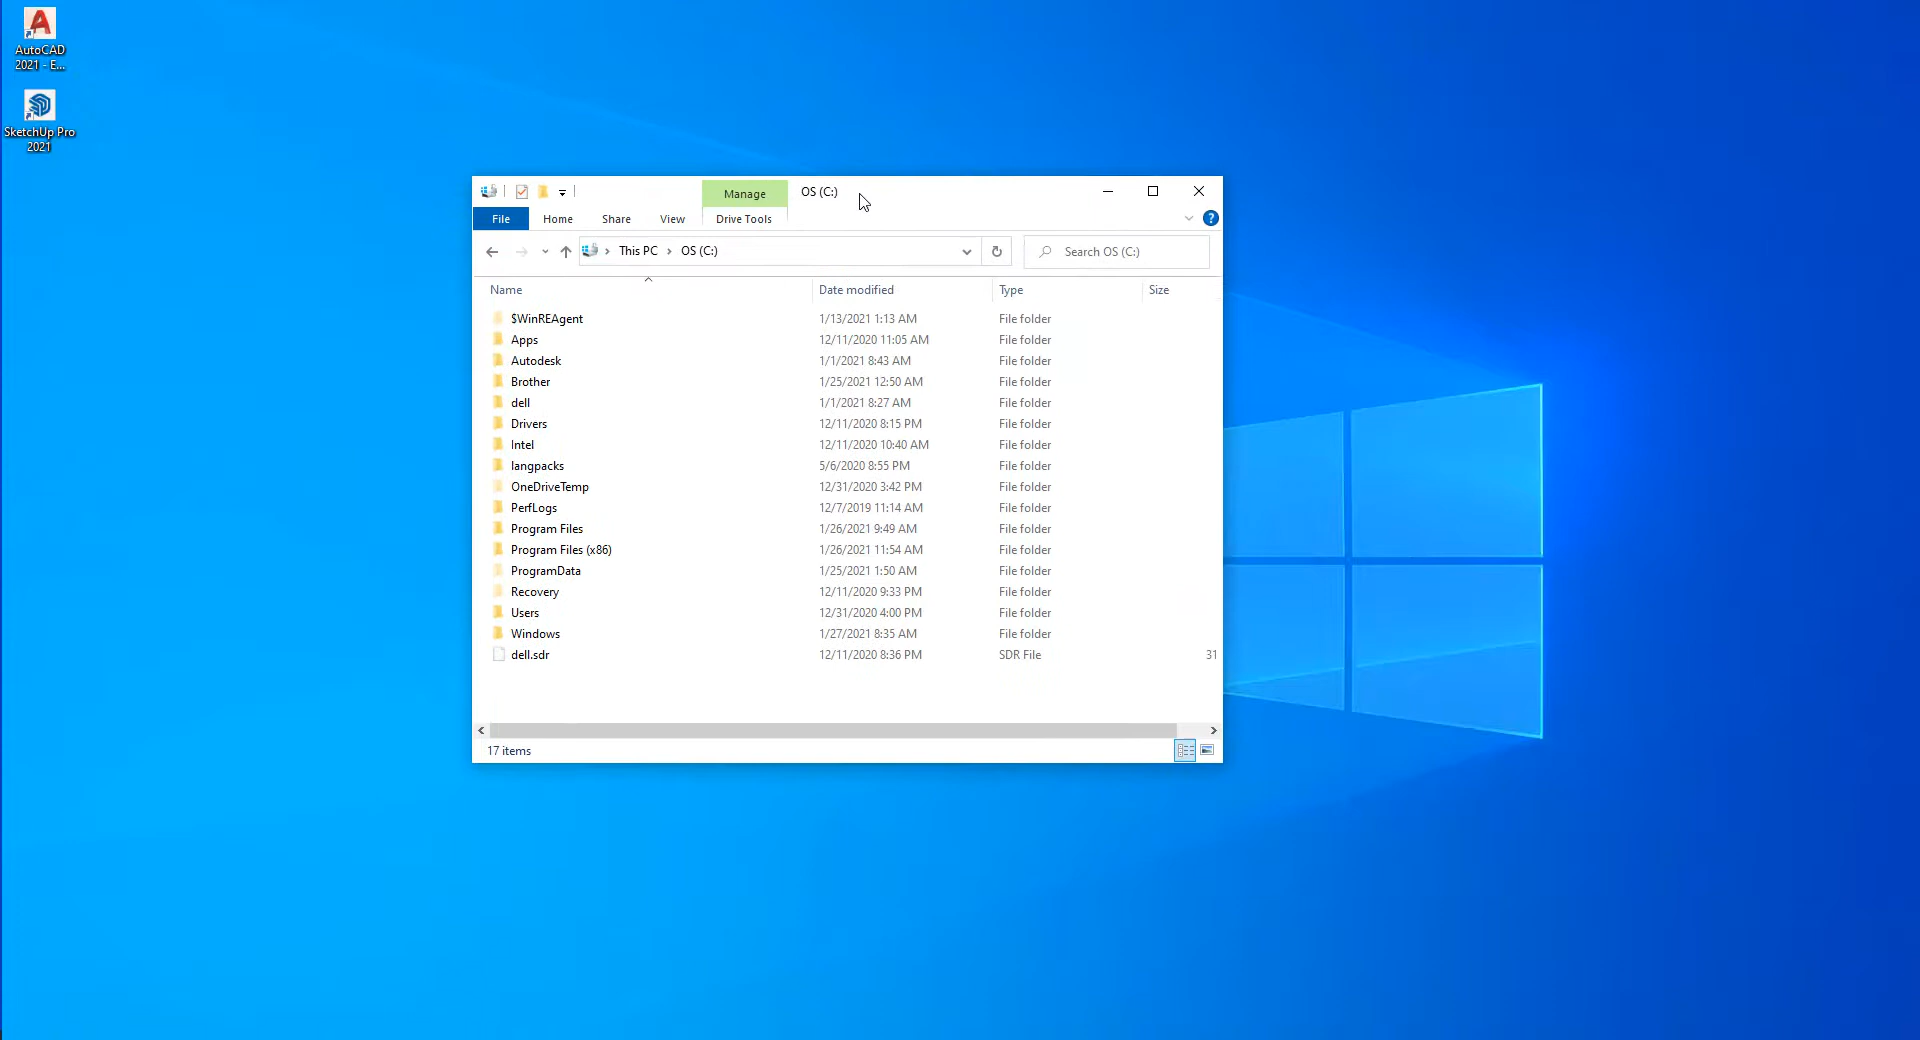 AutoCAD
2021 - E...
SketchUp Pro
2021
Manage
OS (C:)
File
Home
Share
View
Drive Tools
This PC
OS (C:)
Search OS (C:)
Name
Date modified
Type
Size
$WinREAgent 1/13/2021 1:13 AM File folder
Apps 12/11/2020 11:05 AM File folder
Autodesk 1/1/2021 8:43 AM File folder
Brother 1/25/2021 12:50 AM File folder
dell 1/1/2021 8:27 AM File folder
Drivers 12/11/2020 8:15 PM File folder
Intel 12/11/2020 10:40 AM File folder
langpacks 5/6/2020 8:55 PM File folder
OneDriveTemp 12/31/2020 3:42 PM File folder
PerfLogs 12/7/2019 11:14 AM File folder
Program Files 1/26/2021 9:49 AM File folder
Program Files (x86) 1/26/2021 11:54 AM File folder
ProgramData 1/25/2021 1:50 AM File folder
Recovery 12/11/2020 9:33 PM File folder
Users 12/31/2020 4:00 PM File folder
Windows 1/27/2021 8:35 AM File folder
dell.sdr 12/11/2020 8:36 PM SDR File 31
17 items